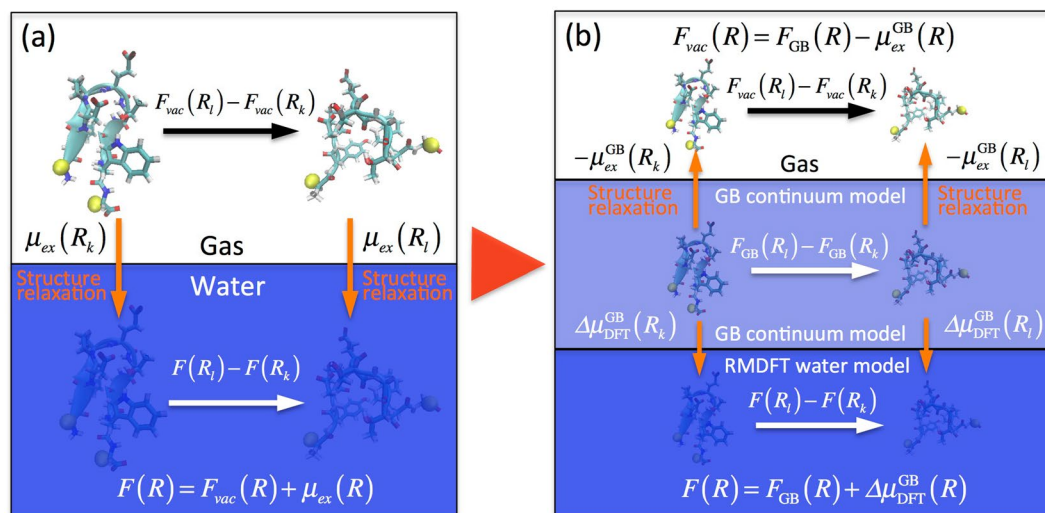 (a)
F_vac(R_l) − F_vac(R_k)
μ_ex(R_k)
Gas
μ_ex(R_l)
Structure relaxation
Water
Structure relaxation
F(R_l) − F(R_k)
F(R) = F_vac(R) + μ_ex(R)
(b)
F_vac(R) = F_GB(R) − μ_ex^GB(R)
F_vac(R_l) − F_vac(R_k)
−μ_ex^GB(R_k)
Gas
−μ_ex^GB(R_l)
Structure
relaxation
GB continuum model
Structure
relaxation
F_GB(R_l) − F_GB(R_k)
Δμ_DFT^GB(R_k)
GB continuum model
Δμ_DFT^GB(R_l)
RMDFT water model
F(R_l) − F(R_k)
F(R) = F_GB(R) + Δμ_DFT^GB(R)